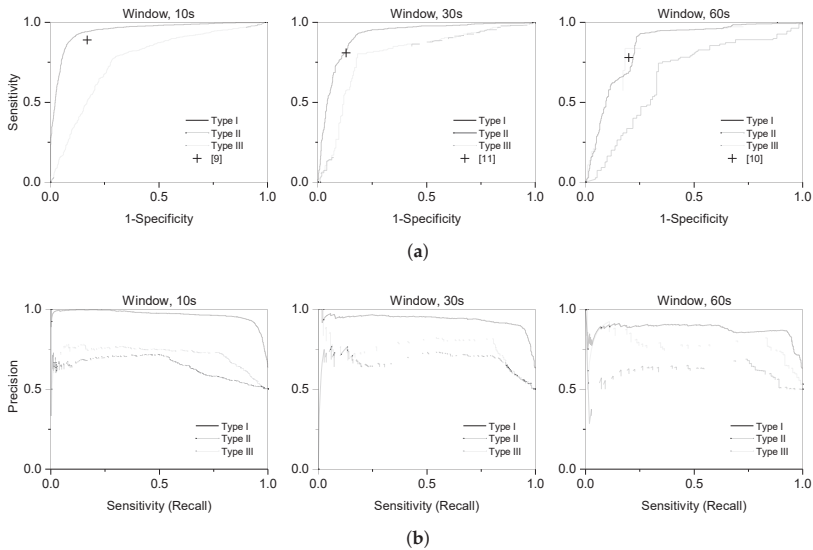 Window, 10s
Window, 30s
Window, 60s
1.0
1.0
1.0
Sensitivity
0.5
0.5
0.5
Type I
Type II
Type III
[9]
Type I
Type II
Type III
[11]
Type I
Type II
Type III
[10]
0.0
0.0
0.0
0.0 0.5 1.0
0.0 0.5 1.0
0.0 0.5 1.0
1-Specificity
1-Specificity
1-Specificity
(a)
Window, 10s
Window, 30s
Window, 60s
1.0
1.0
1.0
Precision
0.5
0.5
0.5
Type I
Type II
Type III
Type I
Type II
Type III
Type I
Type II
Type III
0.0
0.0
0.0
0.0 0.5 1.0
0.0 0.5 1.0
0.0 0.5 1.0
Sensitivity (Recall)
Sensitivity (Recall)
Sensitivity (Recall)
(b)